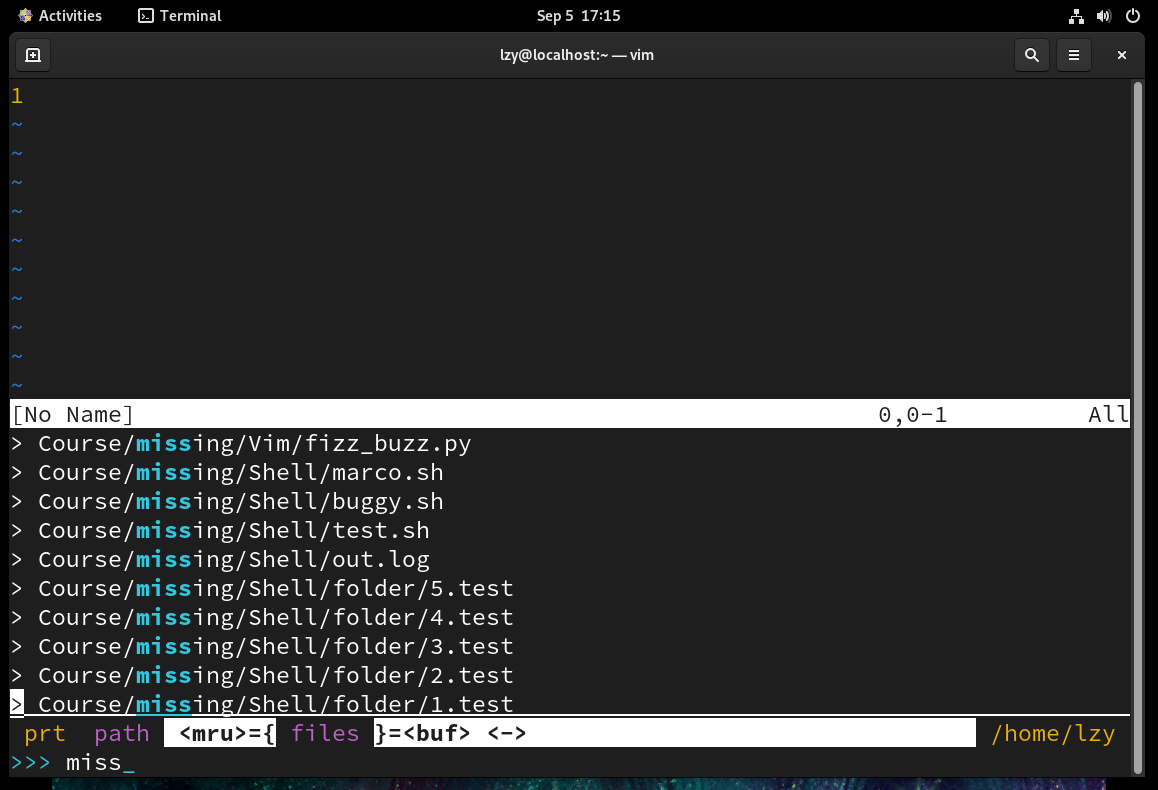 Activities Terminal Sep 5 17:15
lzy@localhost:~ — vim
1
~
~
~
~
~
~
~
~
~
~
[No Name] 0,0-1 All
> Course/missing/Vim/fizz_buzz.py
> Course/missing/Shell/marco.sh
> Course/missing/Shell/buggy.sh
> Course/missing/Shell/test.sh
> Course/missing/Shell/out.log
> Course/missing/Shell/folder/5.test
> Course/missing/Shell/folder/4.test
> Course/missing/Shell/folder/3.test
> Course/missing/Shell/folder/2.test
> Course/missing/Shell/folder/1.test
prt path <mru>={ files }=<buf> <-> /home/lzy
>>> miss_